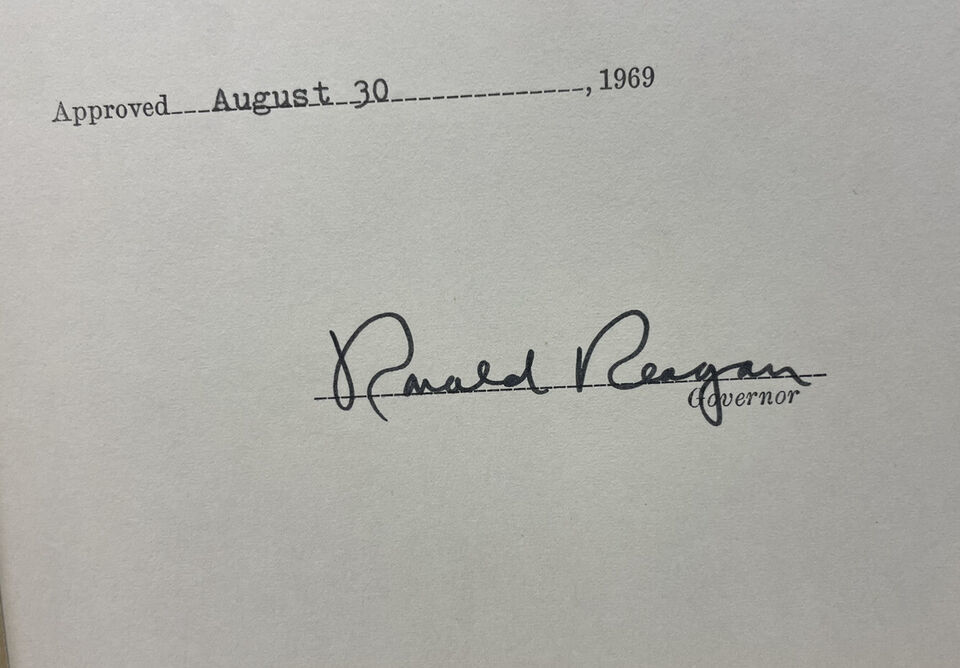 Approved August 30, 1969
Ronald Reagan
Governor